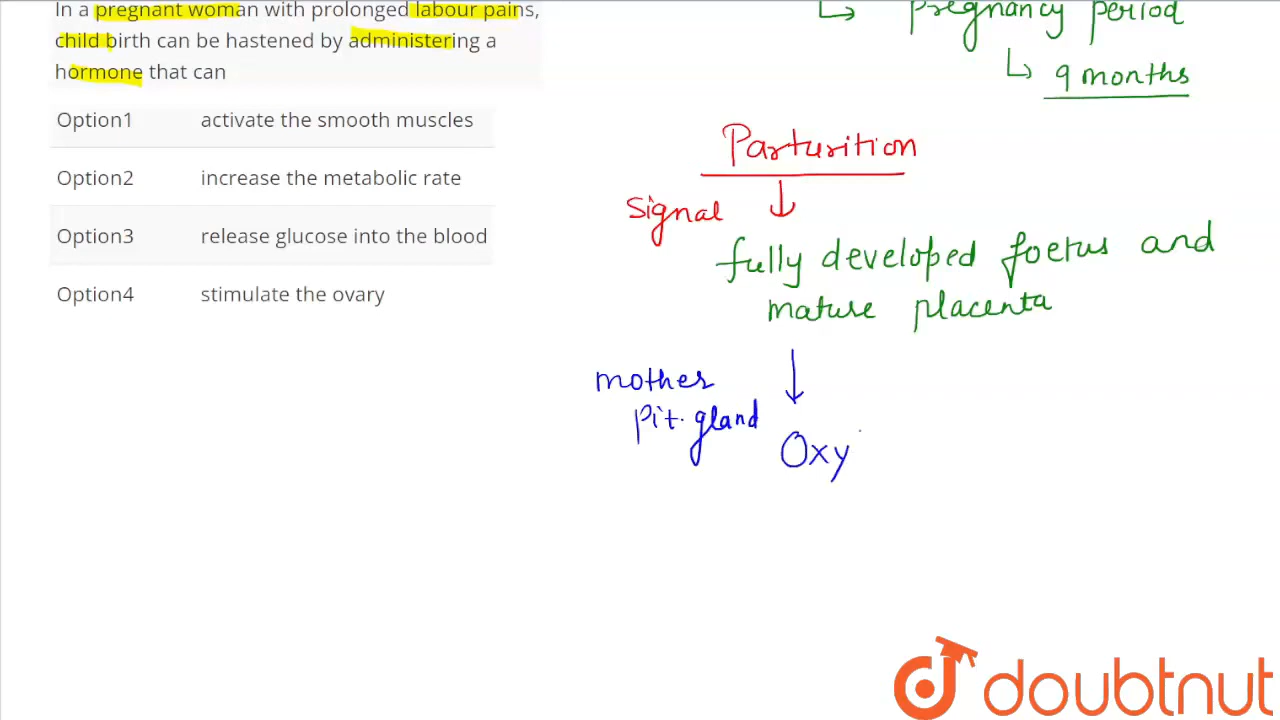 In a pregnant woman with prolonged labour pains,
child birth can be hastened by administering a
hormone that can
Option1 activate the smooth muscles
Option2 increase the metabolic rate
Option3 release glucose into the blood
Option4 stimulate the ovary
↳ Pregnancy period
↳ 9 months
Parturition
Signal ↓
fully developed foetus and
mature placenta
↓
mother
Pit. gland
Oxy
doubtnut